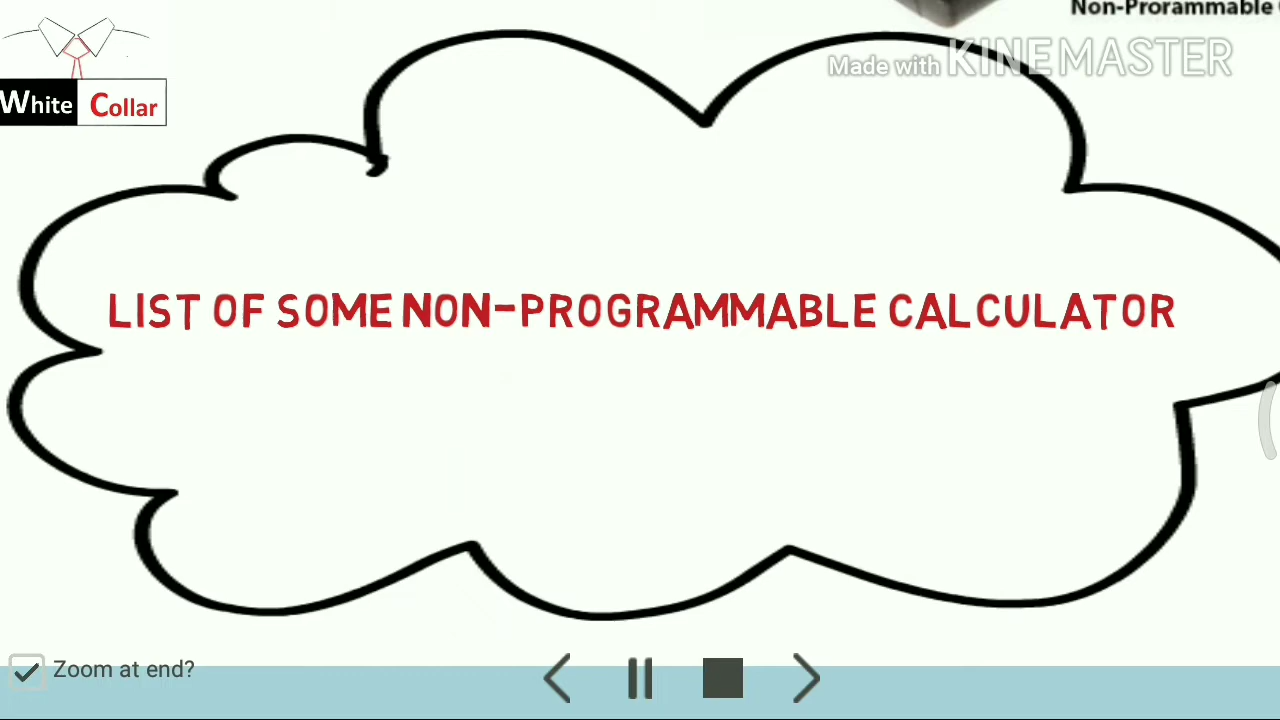 Non-Prorammable
Made with KINEMASTER
White Collar
LIST OF SOME NON-PROGRAMMABLE CALCULATOR
Zoom at end?